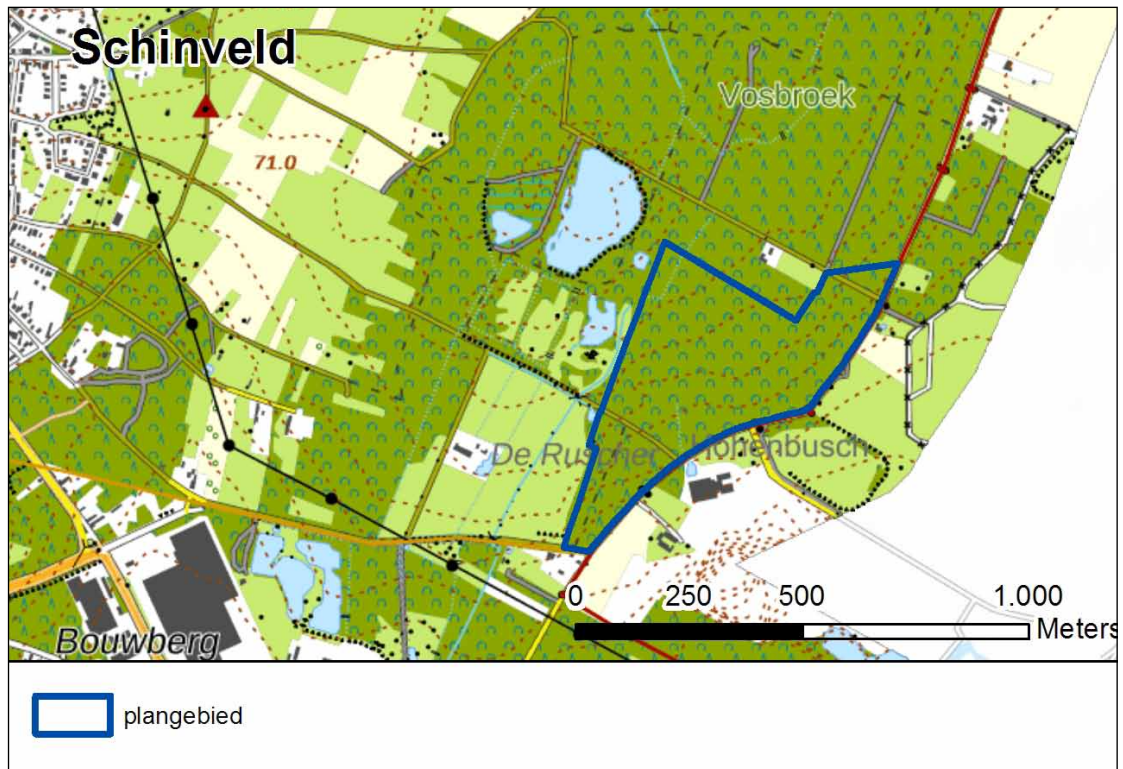 Schinveld
Vosbroek
71.0
De Ruscher
Hohenbusch
0 250 500 1.000
Meters
Bouwberg
plangebied